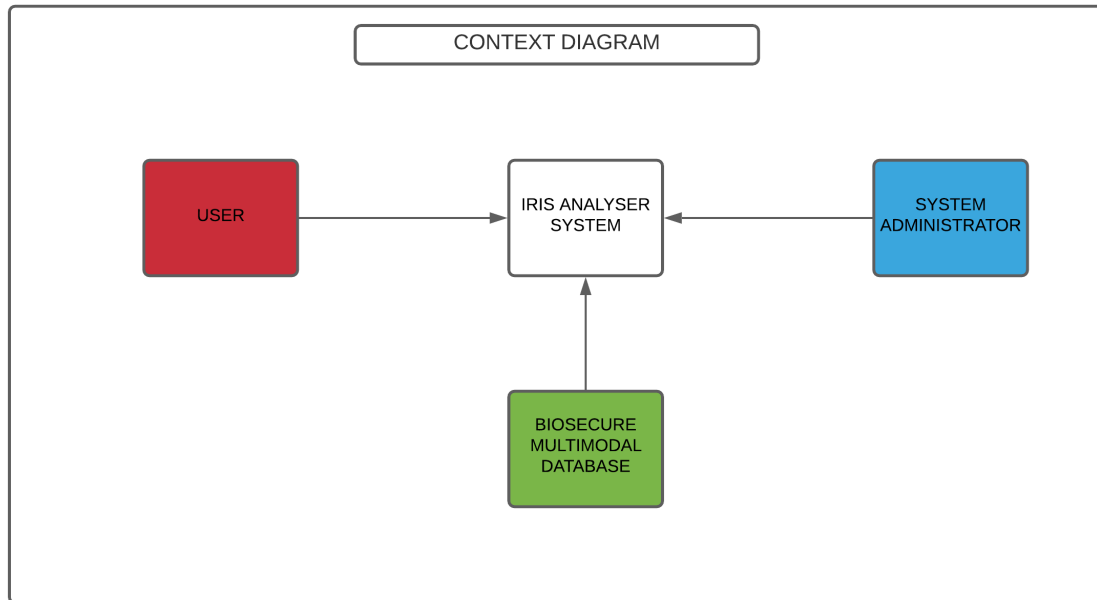 CONTEXT DIAGRAM
USER
IRIS ANALYSER
SYSTEM
SYSTEM
ADMINISTRATOR
BIOSECURE
MULTIMODAL
DATABASE